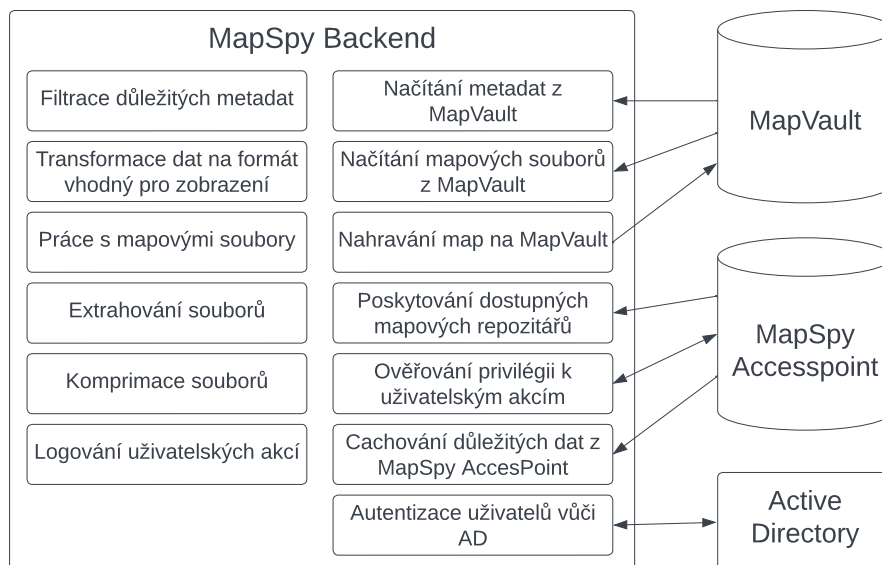 MapSpy Backend
Filtrace důležitých metadat
Transformace dat na formát
vhodný pro zobrazení
Práce s mapovými soubory
Extrahování souborů
Komprimace souborů
Logování uživatelských akcí
Načítání metadat z
MapVault
Načítání mapových souborů
z MapVault
Nahravání map na MapVault
Poskytování dostupných
mapových repozitářů
Ověřování privilégii k
uživatelským akcím
Cachování důležitých dat z
MapSpy AccesPoint
Autentizace uživatelů vůči
AD
MapVault
MapSpy
Accesspoint
Active
Directory